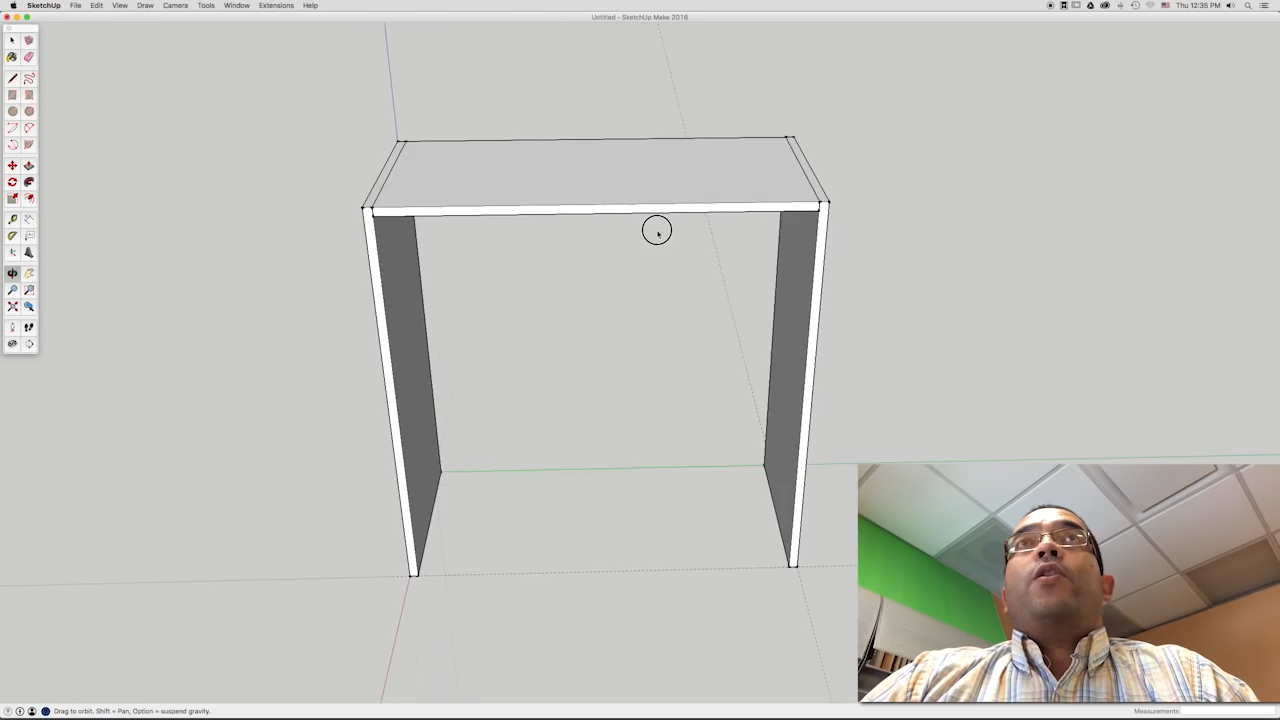 SketchUp File Edit View Draw Camera Tools Window Extensions Help Thu 12:35 PM
Untitled - SketchUp Make 2016
Drag to orbit. Shift = Pan, Option = suspend gravity. Measurements: